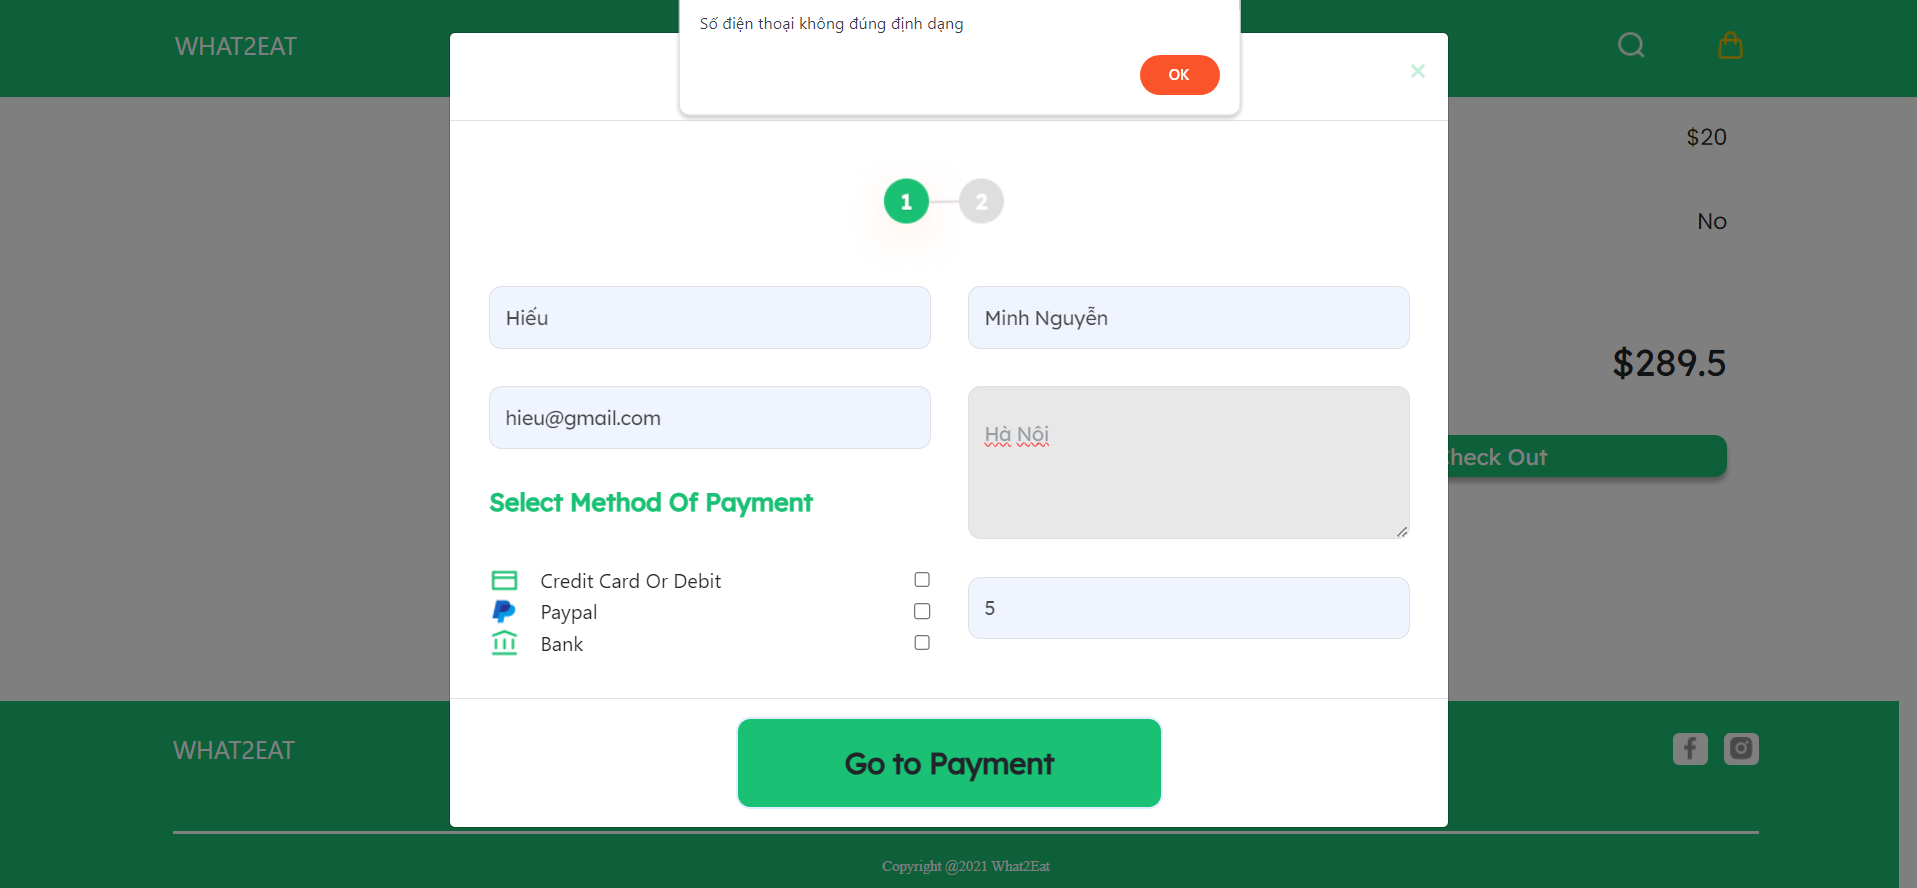 Số điện thoại không đúng định dạng
OK
WHAT2EAT
×
$20
1
2
No
Hiếu
Minh Nguyễn
$289.5
hieu@gmail.com
Hà Nội
heck Out
Select Method Of Payment
Credit Card Or Debit
Paypal
5
Bank
Go to Payment
WHAT2EAT
Copyright @2021 What2Eat